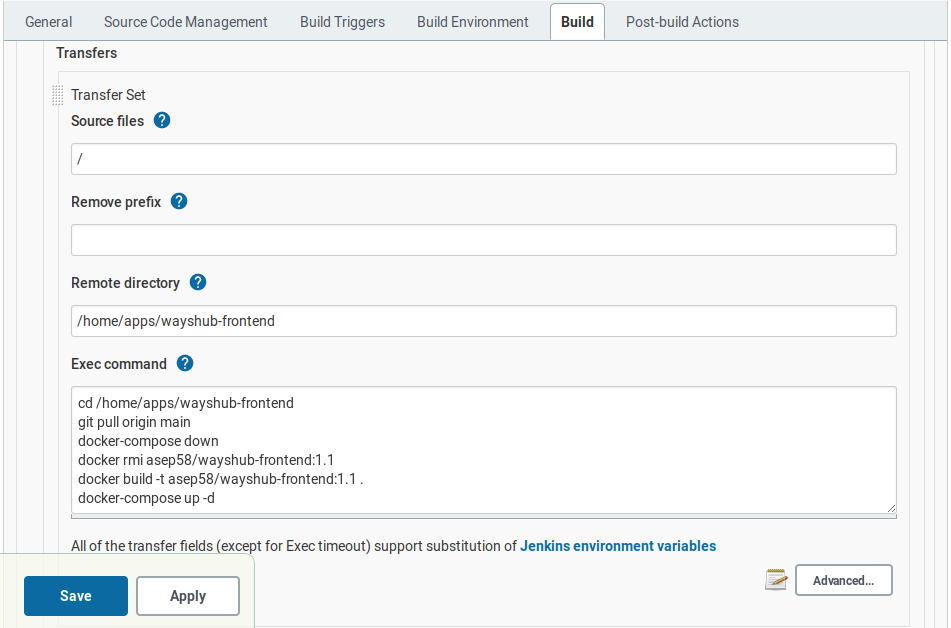 General Source Code Management Build Triggers Build Environment Build Post-build Actions
Transfers
Transfer Set
Source files ?
/
Remove prefix ?
Remote directory ?
/home/apps/wayshub-frontend
Exec command ?
cd /home/apps/wayshub-frontend
git pull origin main
docker-compose down
docker rmi asep58/wayshub-frontend:1.1
docker build -t asep58/wayshub-frontend:1.1 .
docker-compose up -d
All of the transfer fields (except for Exec timeout) support substitution of Jenkins environment variables
Advanced...
Save Apply